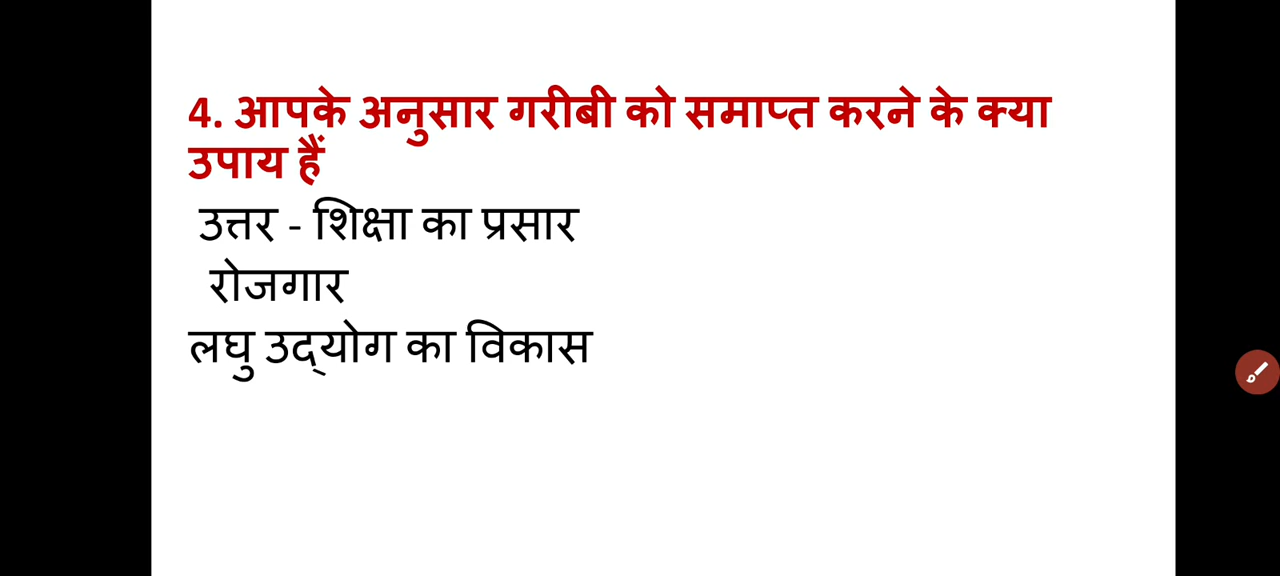 4. आपके अनुसार गरीबी को समाप्त करने के क्या
उपाय हैं
उत्तर - शिक्षा का प्रसार
रोजगार
लघु उद्‌योग का विकास